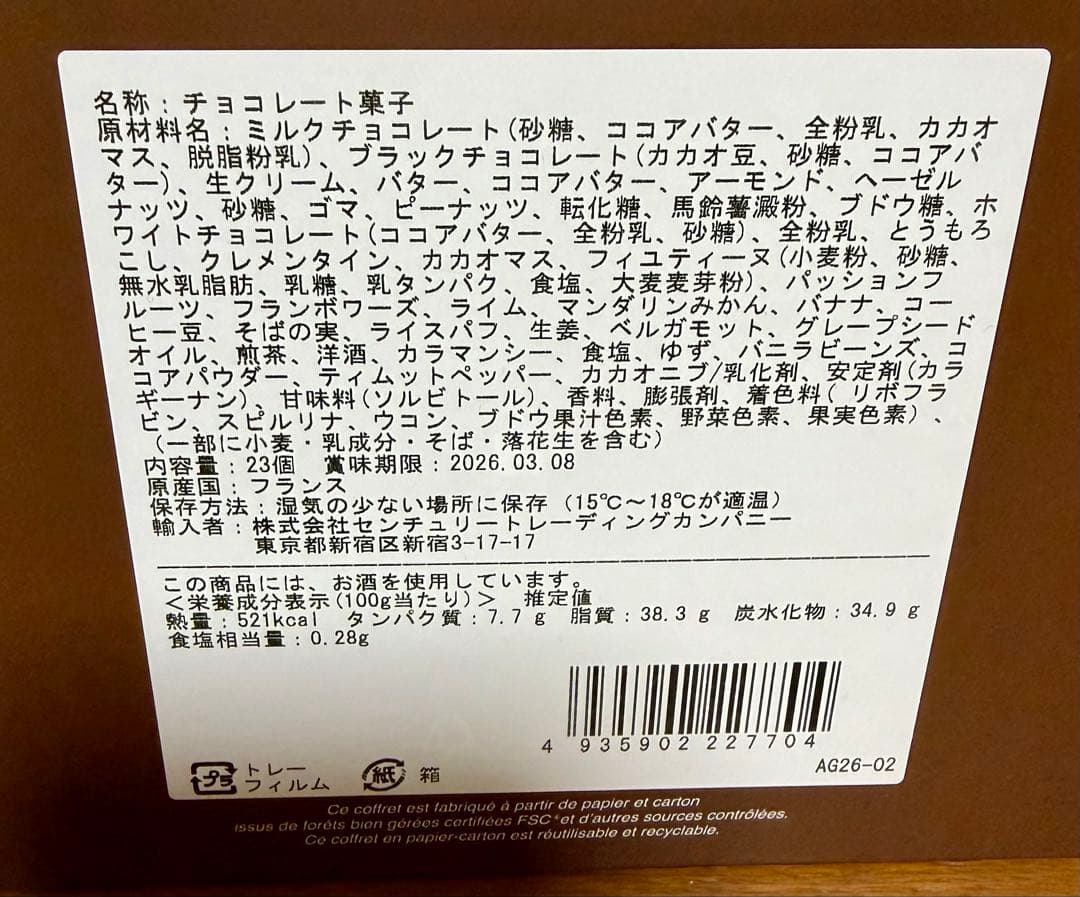 名称：チョコレート菓子
原材料名：ミルクチョコレート(砂糖、ココアバター、全粉乳、カカオ
マス、脱脂粉乳)、ブラックチョコレート(カカオ豆、砂糖、ココアバ
ター)、生クリーム、バター、ココアバター、アーモンド、ヘーゼル
ナッツ、砂糖、ゴマ、ピーナッツ、転化糖、馬鈴薯澱粉、ブドウ糖、ホ
ワイトチョコレート(ココアバター、全粉乳、砂糖)、全粉乳、とうもろ
こし、クレメンタイン、カカオマス、フィユティーヌ(小麦粉、砂糖、
無水乳脂肪、乳糖、乳タンパク、食塩、大麦麦芽粉)、パッションフ
ルーツ、フランボワーズ、ライム、マンダリンみかん、バナナ、コー
ヒー豆、そばの実、ライスパフ、生姜、ベルガモット、グレープシード
オイル、煎茶、洋酒、カラマンシー、食塩、ゆず、バニラビーンズ、コ
コアパウダー、ティムットペッパー、カカオニブ/乳化剤、安定剤(カラ
ギーナン)、甘味料(ソルビトール)、香料、膨張剤、着色料( リボフラ
ビン、スピルリナ、ウコン、ブドウ果汁色素、野菜色素、果実色素)、
(一部に小麦・乳成分・そば・落花生を含む)
内容量：23個　賞味期限：2026.03.08
原産国：フランス
保存方法：湿気の少ない場所に保存 (15℃～18℃が適温)
輸入者：株式会社センチュリートレーディングカンパニー
東京都新宿区新宿3-17-17
この商品には、お酒を使用しています。
＜栄養成分表示(100g当たり)＞　推定値
熱量：521kcal　タンパク質：7.7g　脂質：38.3g　炭水化物：34.9g
食塩相当量：0.28g
4 935902 227704
AG26-02
プラ トレー
フィルム
紙 箱
Ce coffret est fabriqué à partir de papier et carton
issus de forêts bien gérées certifiées FSC® et d'autres sources contrôlées.
Ce coffret en papier-carton est réutilisable et recyclable.